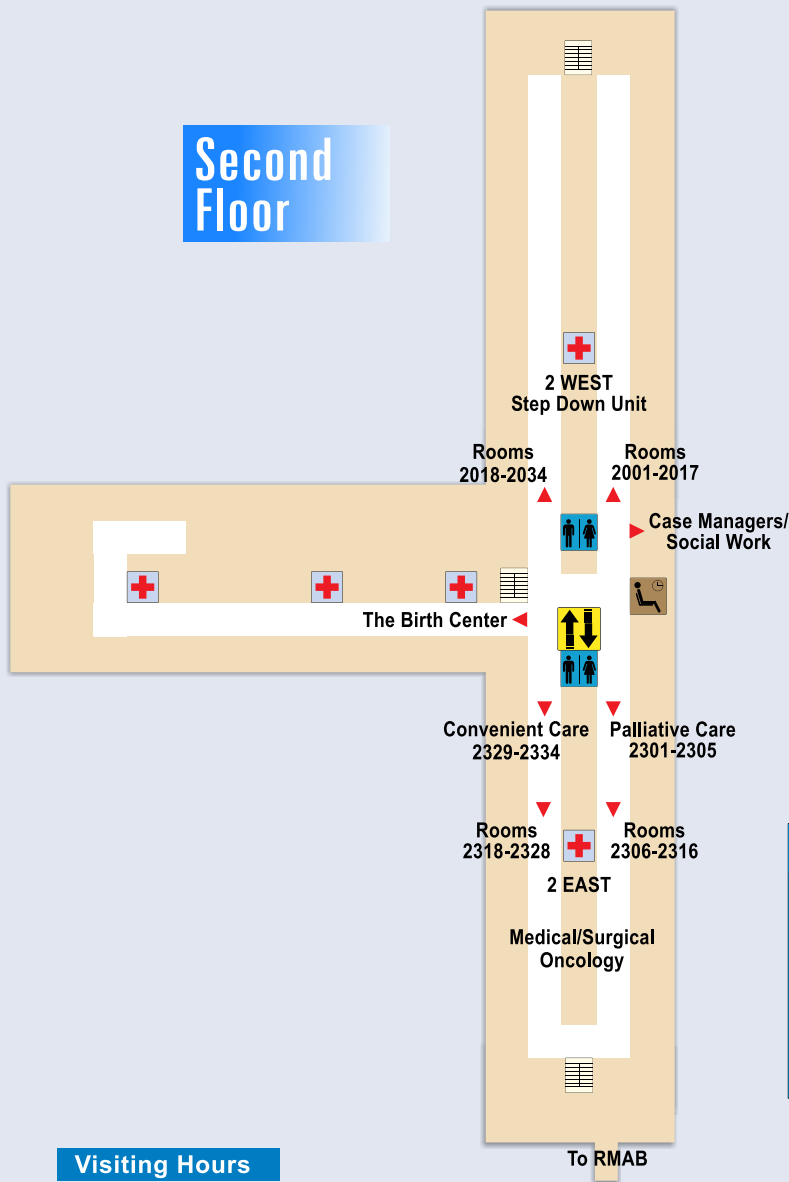 Second
Floor
2 WEST
Step Down Unit
Rooms
2018-2034
Rooms
2001-2017
Case Managers/
Social Work
The Birth Center
Convenient Care
2329-2334
Palliative Care
2301-2305
Rooms
2318-2328
Rooms
2306-2316
2 EAST
Medical/Surgical
Oncology
To RMAB
Visiting Hours